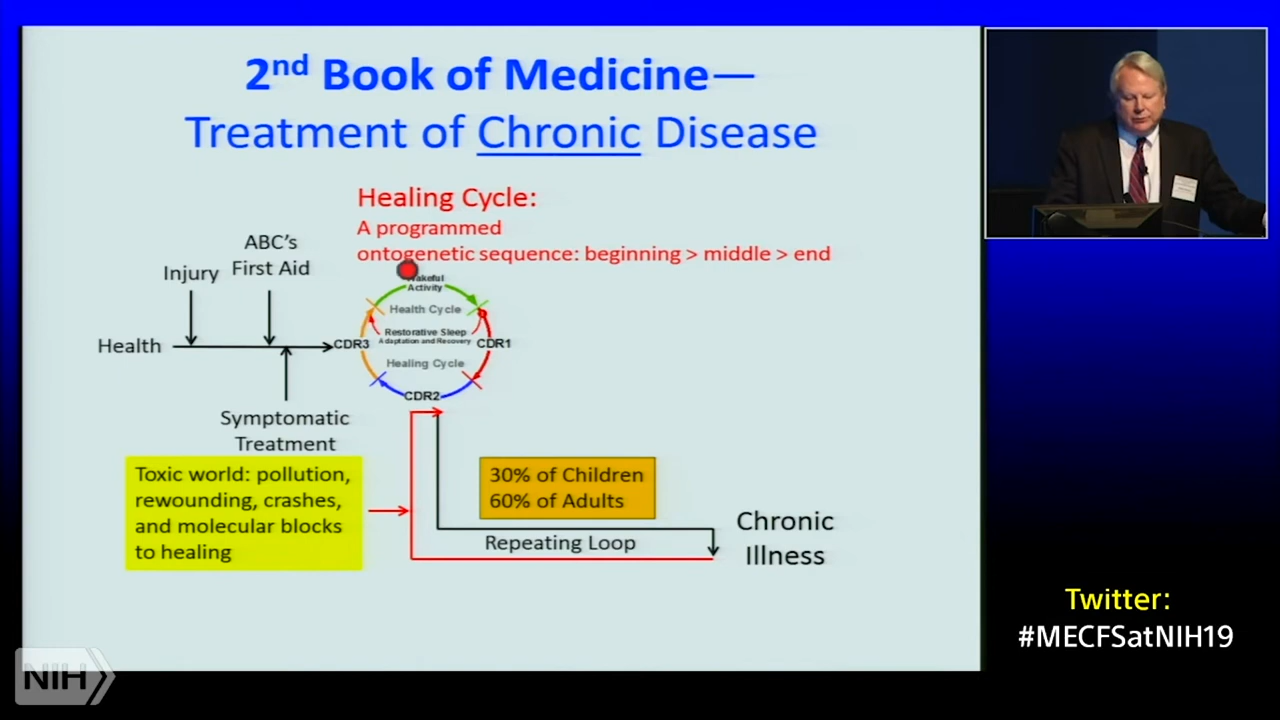 2nd Book of Medicine—
Treatment of Chronic Disease
Healing Cycle:
A programmed
ontogenetic sequence: beginning > middle > end
ABC's
First Aid
Injury
Health
Symptomatic
Treatment
Wakeful
Activity
Health Cycle
Restorative Sleep
Adaptation and Recovery
CDR3
CDR1
Healing Cycle
CDR2
Toxic world: pollution,
rewounding, crashes,
and molecular blocks
to healing
30% of Children
60% of Adults
Repeating Loop
Chronic
Illness
Twitter:
#MECFSatNIH19
NIH